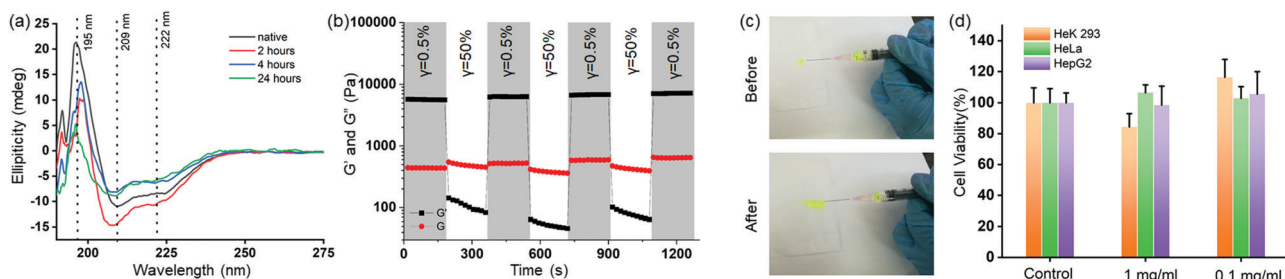 (a)
195 nm
209 nm
222 nm
native
2 hours
4 hours
24 hours
Ellipiticity (mdeg)
25
20
15
10
5
0
-5
-10
-15
200
225
250
275
Wavelength (nm)
(b)
100000
10000
1000
100
G' and G'' (Pa)
γ=0.5%
γ=50%
γ=0.5%
γ=50%
γ=0.5%
γ=50%
γ=0.5%
G'
G
0
300
600
900
1200
Time (s)
(c)
Before
After
(d)
HeK 293
HeLa
HepG2
Cell Viability(%)
140
120
100
80
60
40
20
0
Control
1 mg/ml
0.1 mg/ml